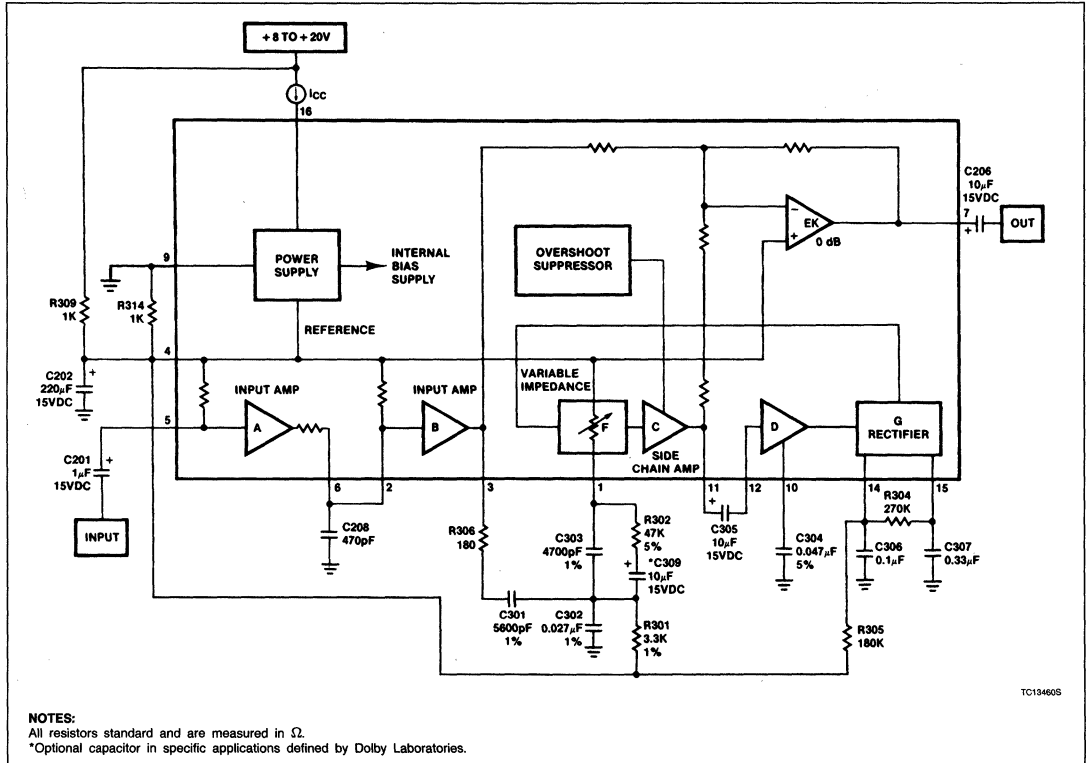 +8 TO +20V
ICC
16
C206
10μF
15VDC
7
+
OUT
−
EK
+
0 dB
9
POWER
SUPPLY
INTERNAL
BIAS
SUPPLY
OVERSHOOT
SUPPRESSOR
R309
1K
R314
1K
REFERENCE
4
C202
220μF
15VDC
+
INPUT AMP
INPUT AMP
VARIABLE
IMPEDANCE
5
A
B
F
C
SIDE
CHAIN AMP
D
G
RECTIFIER
C201
1μF
15VDC
+
INPUT
6
2
3
1
11
+
12
10
14
15
C208
470pF
R306
180
C303
4700pF
1%
R302
47K
5%
*C309
10μF
15VDC
+
C305
10μF
15VDC
C304
0.047μF
5%
R304
270K
C306
0.1μF
C307
0.33μF
C301
5600pF
1%
C302
0.027μF
1%
R301
3.3K
1%
R305
180K
TC13460S
NOTES:
All resistors standard and are measured in Ω.
*Optional capacitor in specific applications defined by Dolby Laboratories.